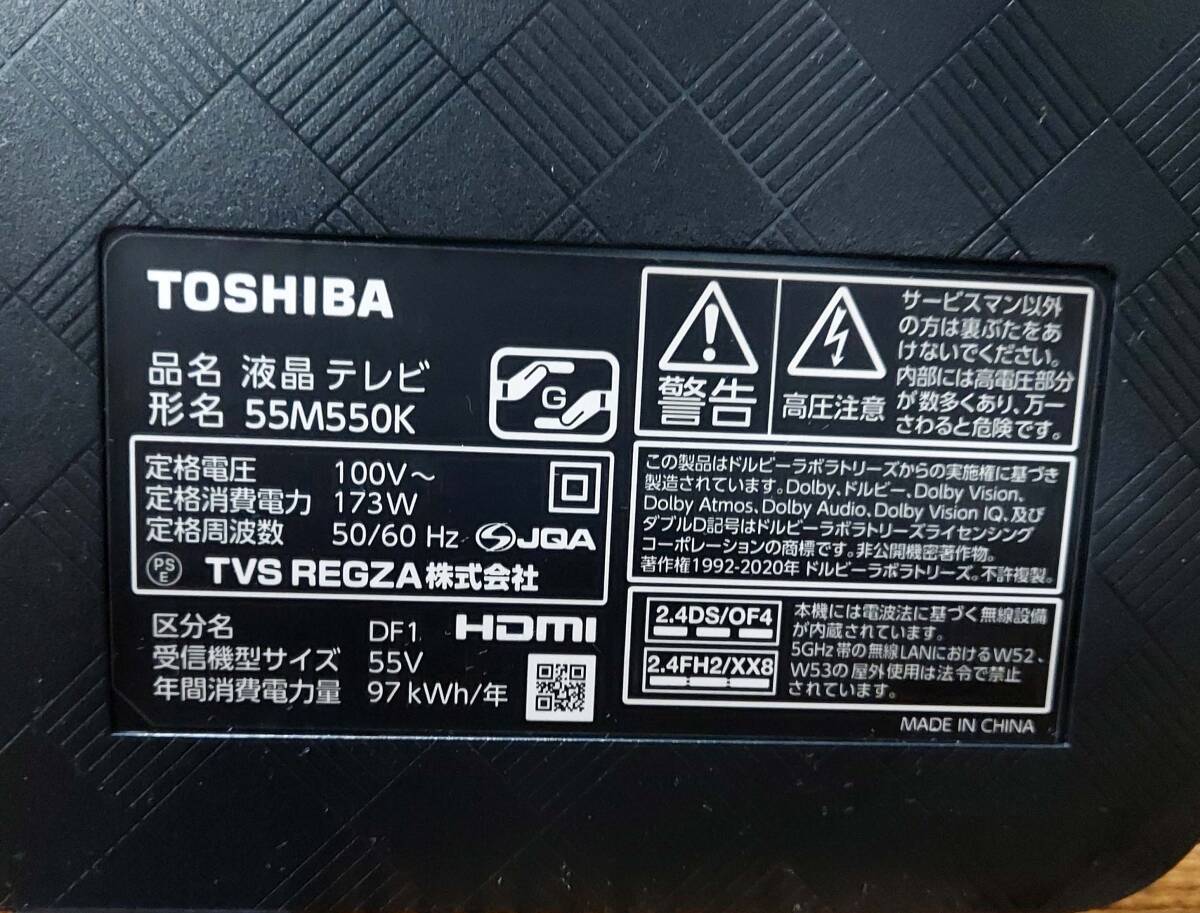 TOSHIBA
品名 液晶テレビ
形名 55M550K
G
定格電圧 100V～
定格消費電力 173W
定格周波数 50/60 Hz JQA
PS
E
TVS REGZA株式会社
区分名 DF1 HDMI
受信機型サイズ 55V
年間消費電力量 97 kWh/年
警告
高圧注意
サービスマン以外
の方は裏ぶたをあ
けないでください。
内部には高電圧部分
が数多くあり、万一
さわると危険です。
この製品はドルビーラボラトリーズからの実施権に基づき
製造されています。Dolby、ドルビー、Dolby Vision、
Dolby Atmos、Dolby Audio、Dolby Vision IQ、及び
ダブルD記号はドルビーラボラトリーズライセンシング
コーポレーションの商標です。非公開機密著作物。
著作権1992-2020年 ドルビーラボラトリーズ。不許複製。
2.4DS/OF4
2.4FH2/XX8
本機には電波法に基づく無線設備
が内蔵されています。
5GHz帯の無線LANにおけるW52、
W53の屋外使用は法令で禁止
されています。
MADE IN CHINA